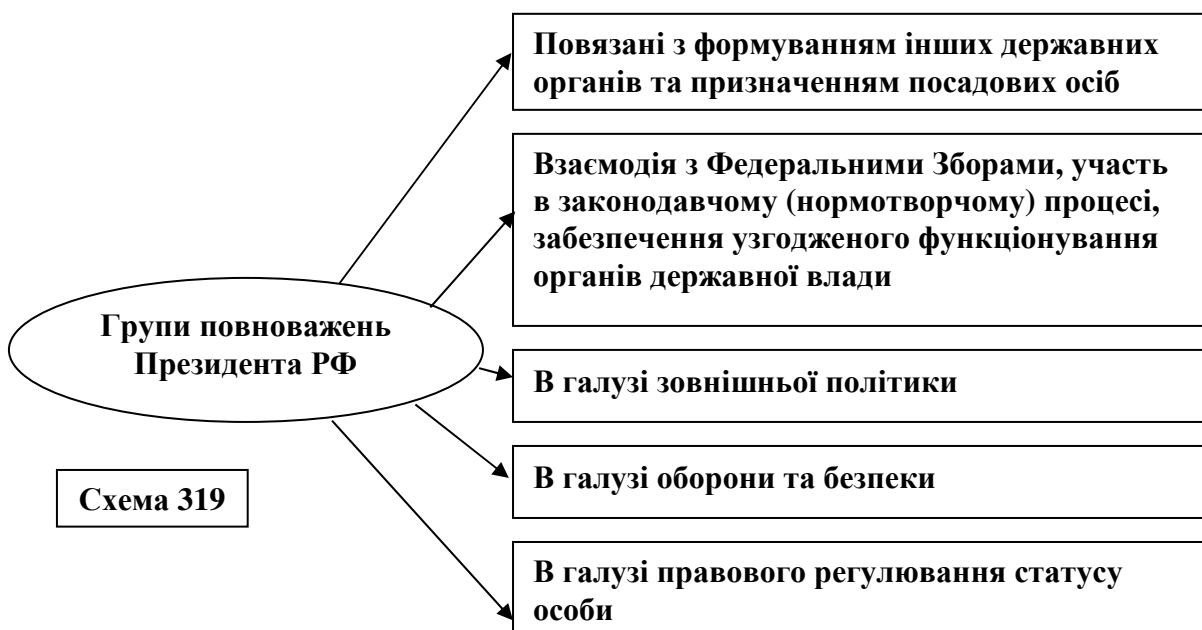 Повязані з формуванням інших державних
органів та призначенням посадових осіб
Взаємодія з Федеральними Зборами, участь
в законодавчому (нормотворчому) процесі,
забезпечення узгодженого функціонування
органів державної влади
Групи повноважень
Президента РФ
В галузі зовнішньої політики
В галузі оборони та безпеки
Схема 319
В галузі правового регулювання статусу
особи